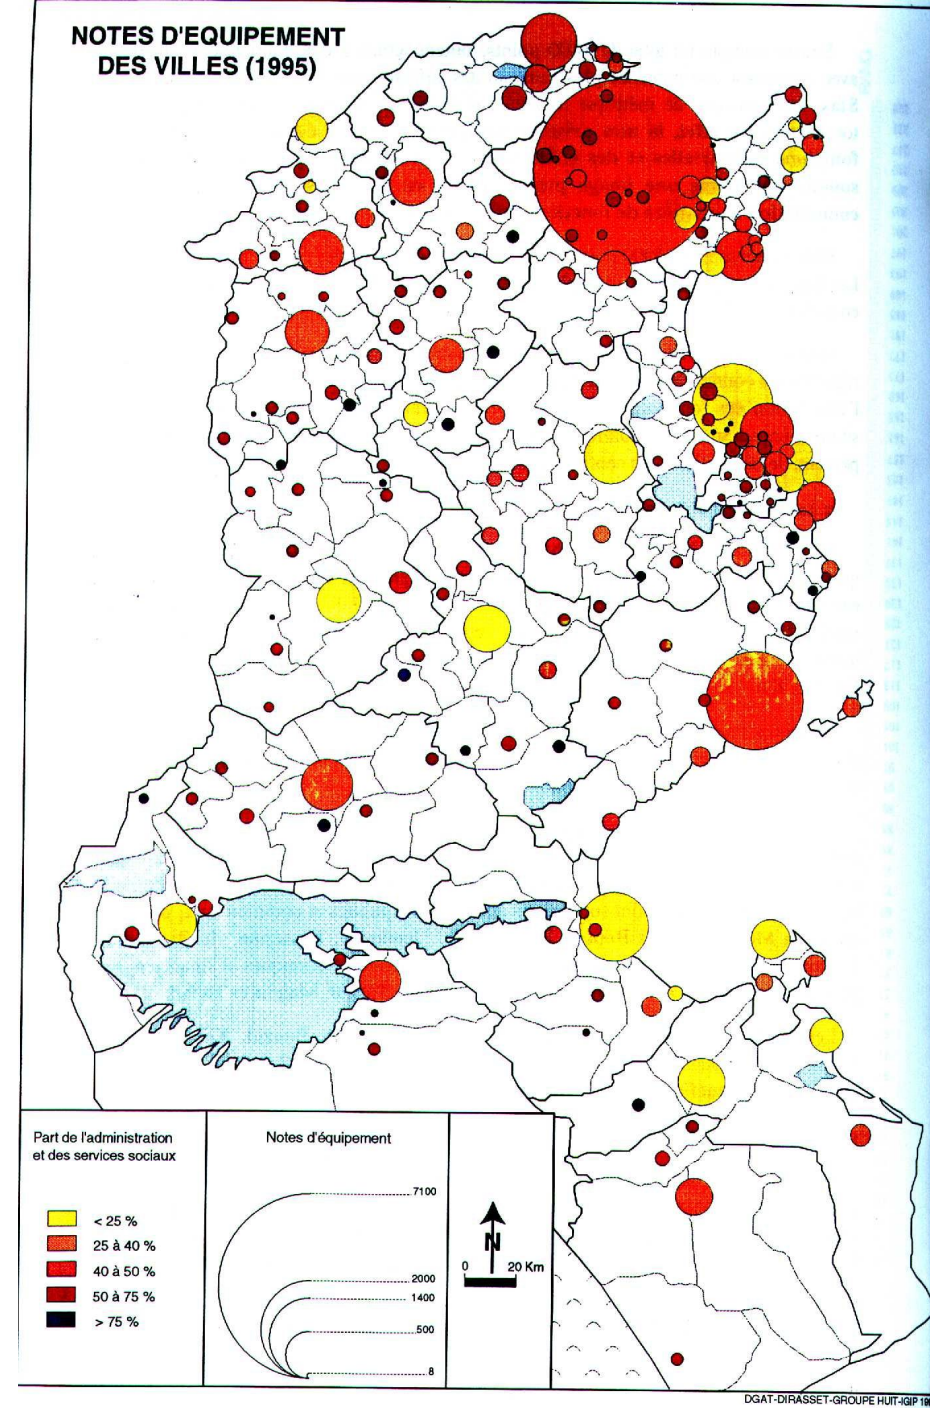 NOTES D'EQUIPEMENT
DES VILLES (1995)
Part de l'administration
et des services sociaux
< 25 %
25 à 40 %
40 à 50 %
50 à 75 %
> 75 %
Notes d'équipement
7100
2000
1400
500
8
N
0 20 Km
DGAT-DIRASSET-GROUPE HUIT-IGIP